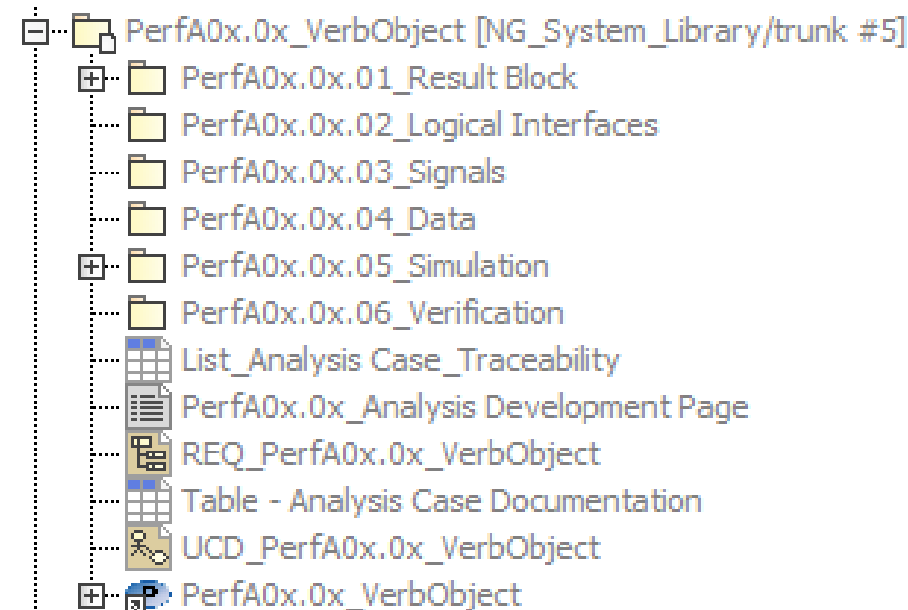 PerfA0x.0x_VerbObject [NG_System_Library/trunk #5]
PerfA0x.0x.01_Result Block
PerfA0x.0x.02_Logical Interfaces
PerfA0x.0x.03_Signals
PerfA0x.0x.04_Data
PerfA0x.0x.05_Simulation
PerfA0x.0x.06_Verification
List_Analysis Case_Traceability
PerfA0x.0x_Analysis Development Page
REQ_PerfA0x.0x_VerbObject
Table - Analysis Case Documentation
UCD_PerfA0x.0x_VerbObject
PerfA0x.0x_VerbObject